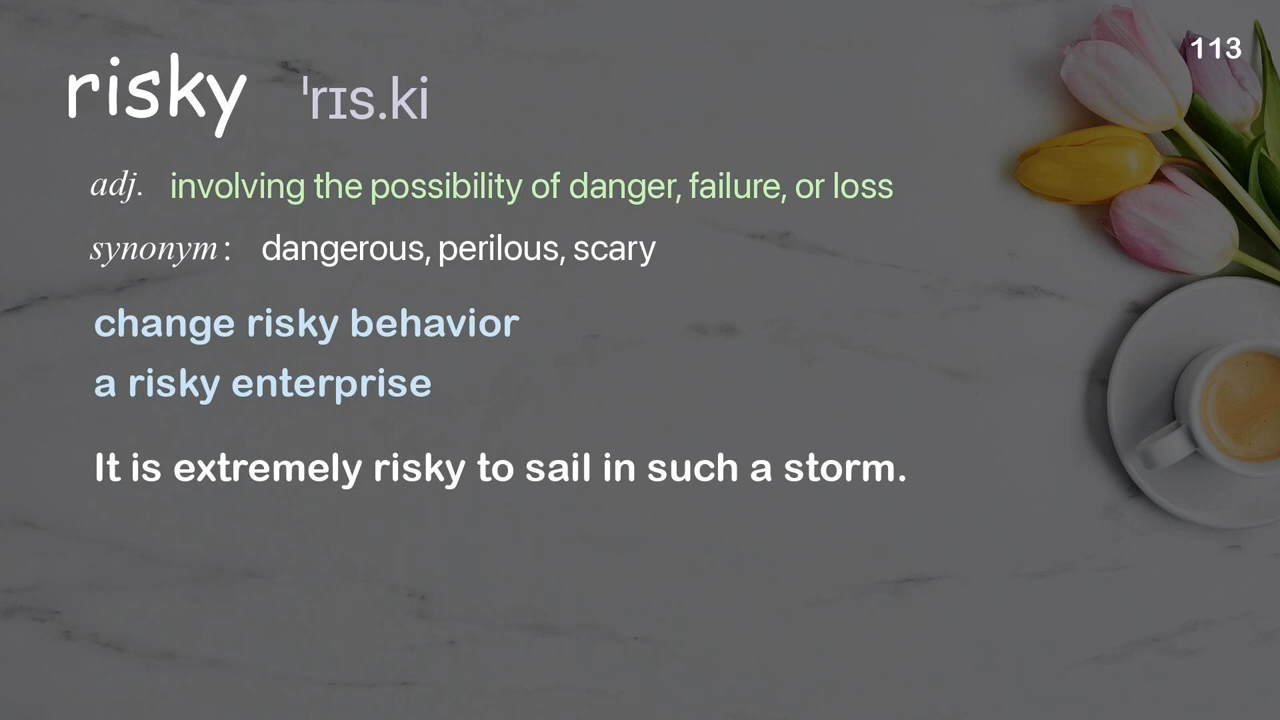 113
risky ˈrɪs.ki
adj. involving the possibility of danger, failure, or loss
synonym : dangerous, perilous, scary
change risky behavior
a risky enterprise
It is extremely risky to sail in such a storm.